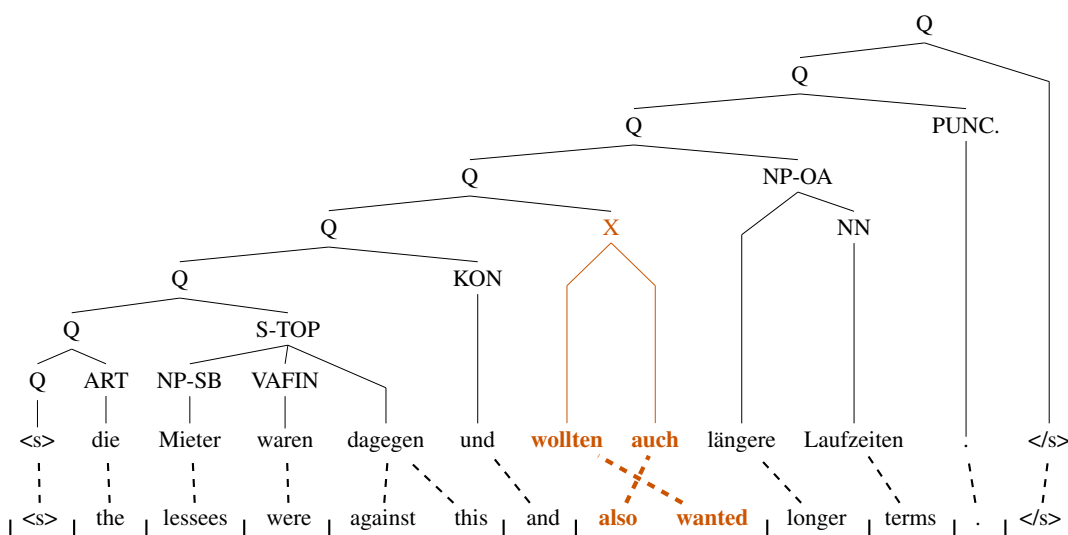 Q
Q
Q PUNC.
Q NP-OA
Q X NN
Q KON
Q S-TOP
Q ART NP-SB VAFIN
<s> die Mieter waren dagegen und wollten auch längere Laufzeiten . </s>
| <s> | the | lessees | were | against this | and | also wanted | longer | terms | . | </s> |